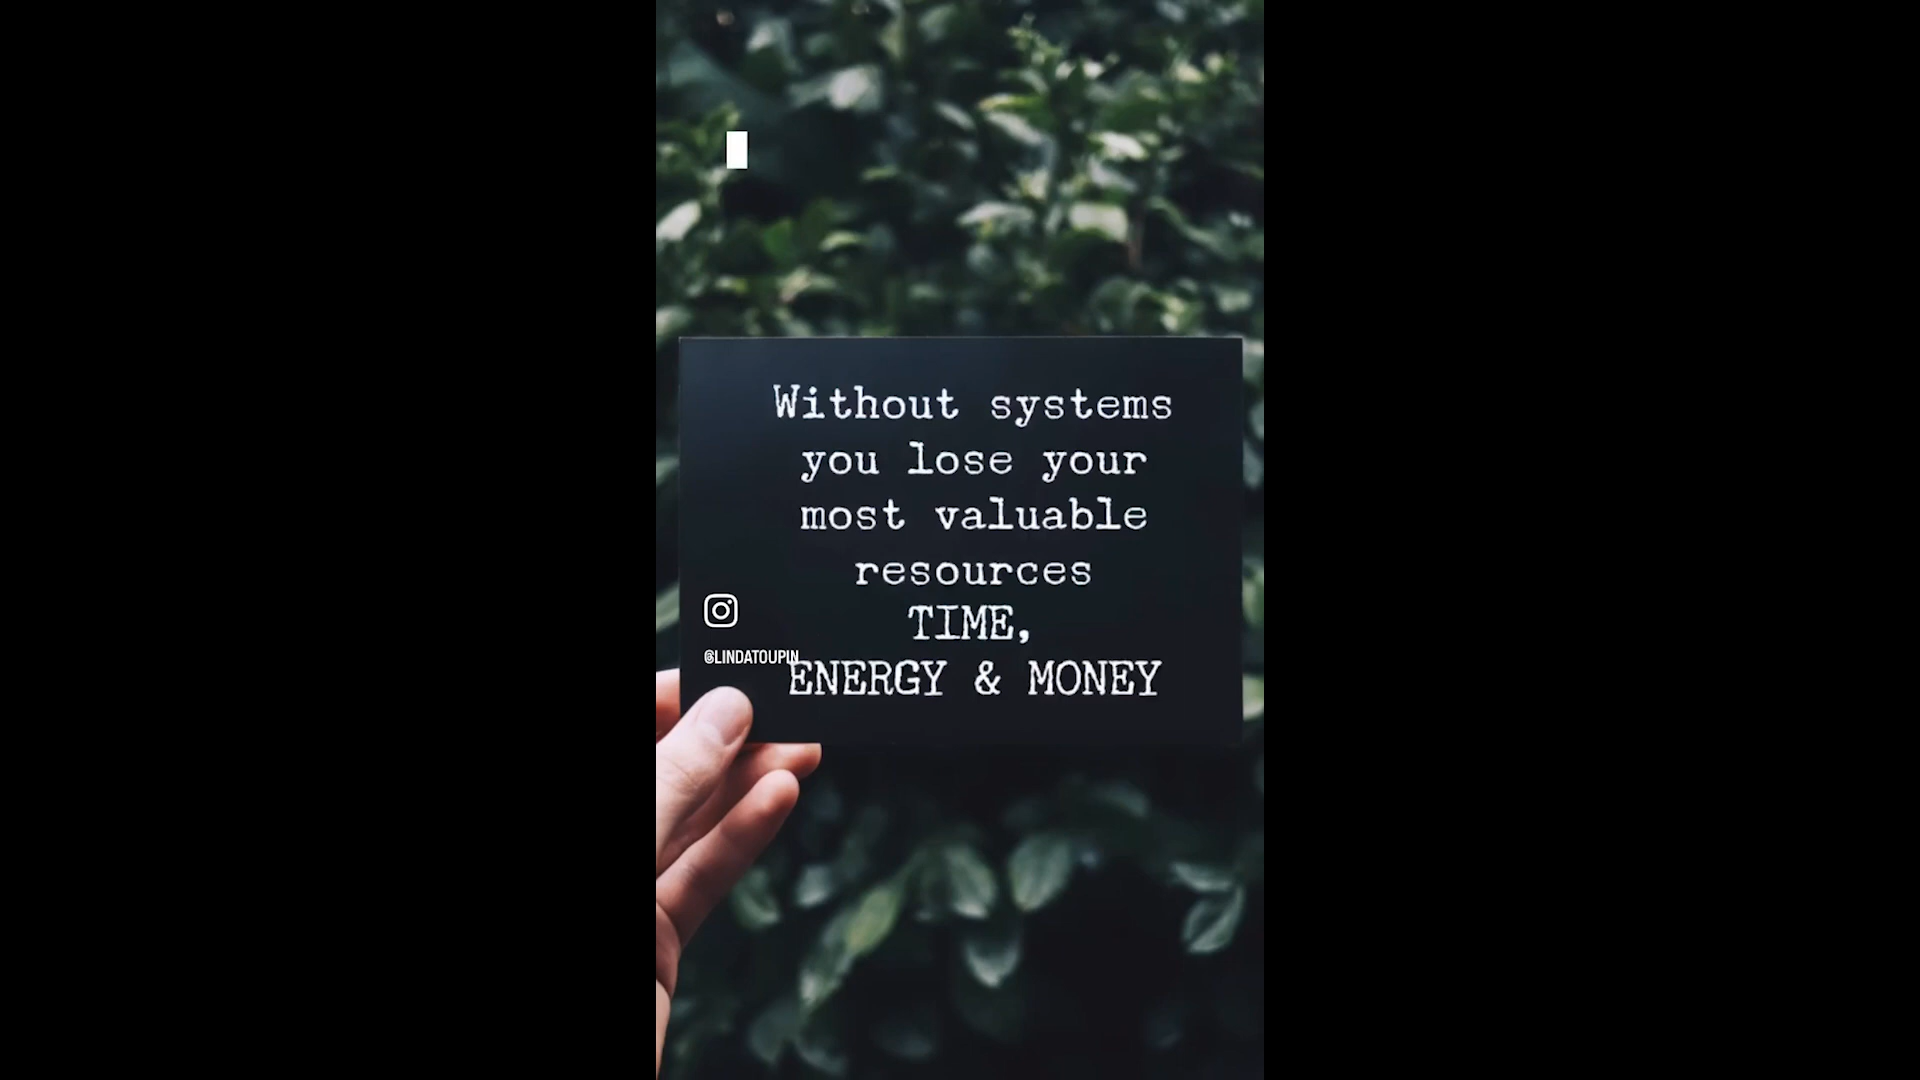 Without systems
you lose your
most valuable
resources
TIME,
@LINDATOUPIN
ENERGY & MONEY